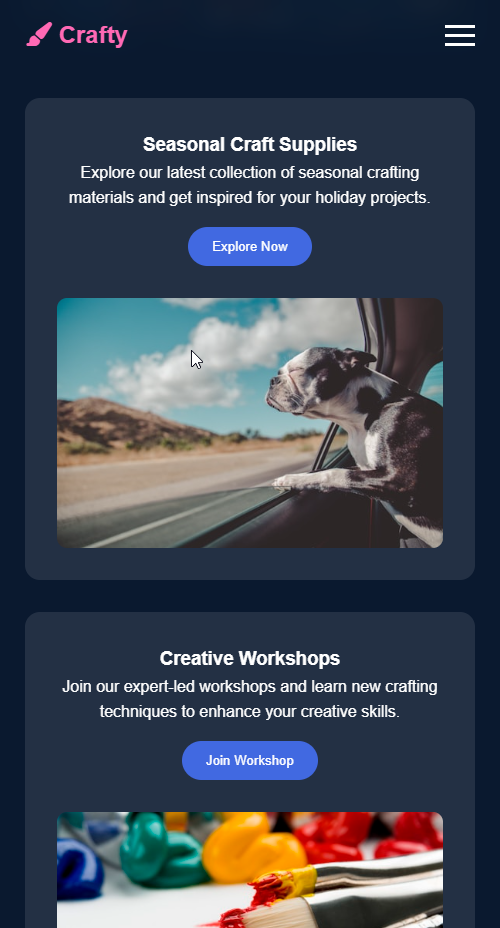 Crafty
Seasonal Craft Supplies
Explore our latest collection of seasonal crafting
materials and get inspired for your holiday projects.
Explore Now
Creative Workshops
Join our expert-led workshops and learn new crafting
techniques to enhance your creative skills.
Join Workshop